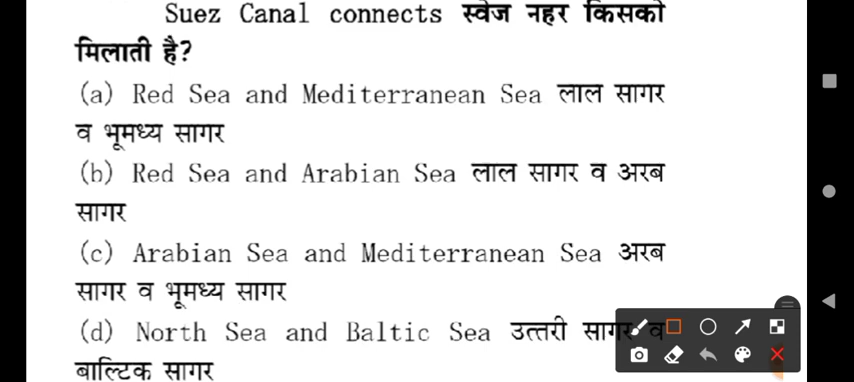 Suez Canal connects स्वेज नहर किसको
मिलाती है?
(a) Red Sea and Mediterranean Sea लाल सागर
व भूमध्य सागर
(b) Red Sea and Arabian Sea लाल सागर व अरब
सागर
(c) Arabian Sea and Mediterranean Sea अरब
सागर व भूमध्य सागर
(d) North Sea and Baltic Sea उत्तरी सागर व
बाल्टिक सागर